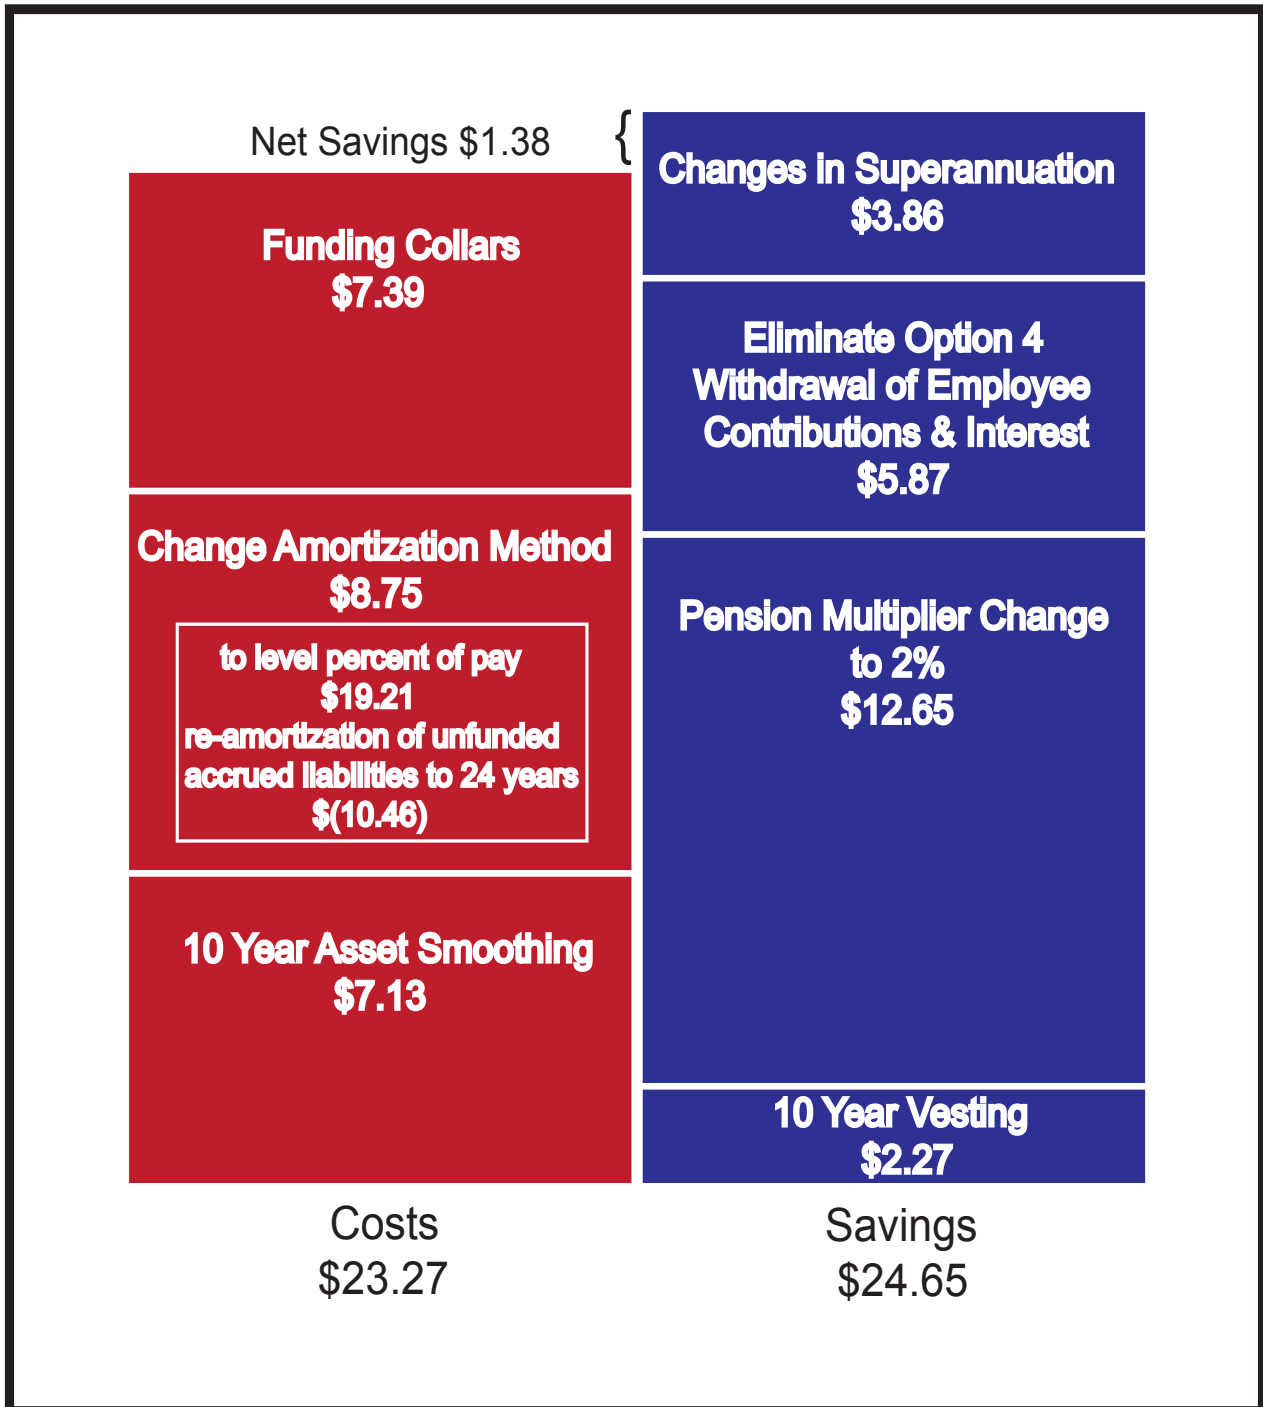 Net Savings $1.38 {
Funding Collars
$7.39
Change Amortization Method
$8.75
to level percent of pay
$19.21
re-amortization of unfunded
accrued liabilities to 24 years
$(10.46)
10 Year Asset Smoothing
$7.13
Costs
$23.27
Changes in Superannuation
$3.86
Eliminate Option 4
Withdrawal of Employee
Contributions & Interest
$5.87
Pension Multiplier Change
to 2%
$12.65
10 Year Vesting
$2.27
Savings
$24.65